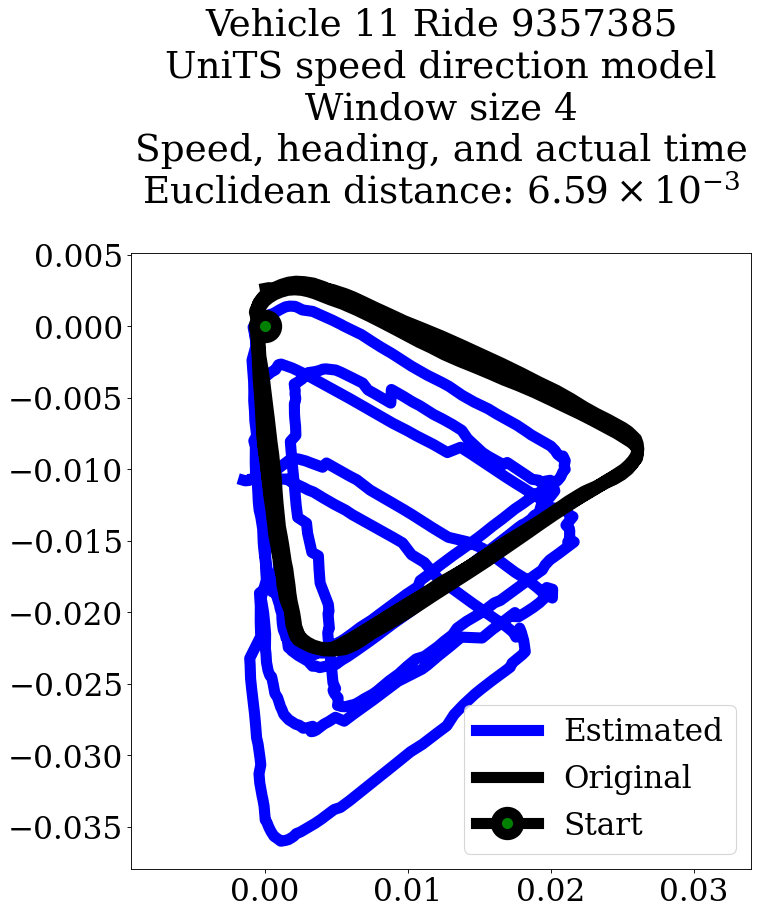 Vehicle 11 Ride 9357385
UniTS speed direction model
Window size 4
Speed, heading, and actual time
Euclidean distance: 6.59 × 10⁻³
0.005
0.000
−0.005
−0.010
−0.015
−0.020
−0.025
−0.030
−0.035
Estimated
Original
Start
0.00 0.01 0.02 0.03